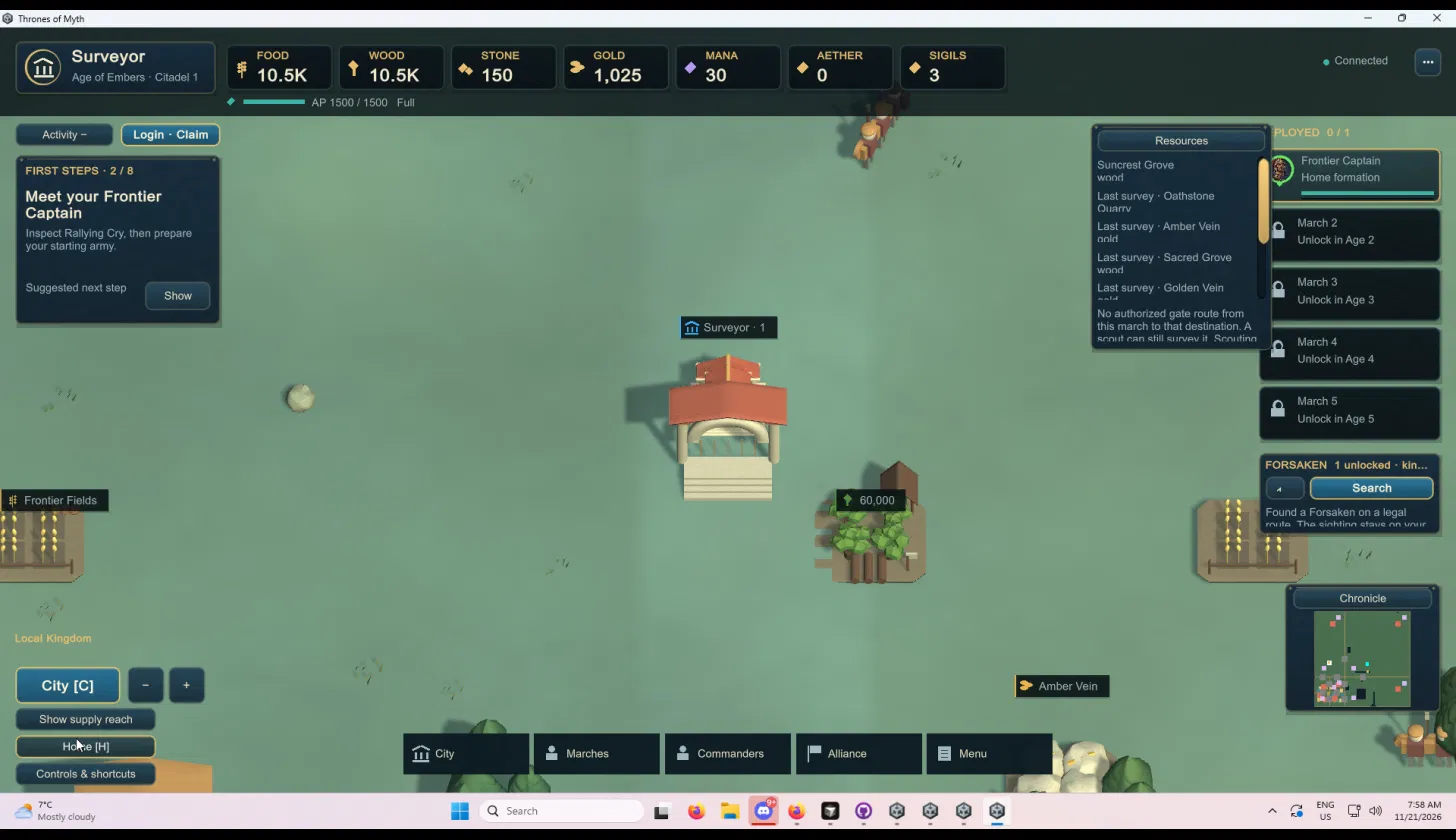 Thrones of Myth
Surveyor
Age of Embers · Citadel 1
FOOD
10.5K
WOOD
10.5K
STONE
150
GOLD
1,025
MANA
30
AETHER
0
SIGILS
3
Connected
AP 1500 / 1500 Full
Activity −
Login · Claim
FIRST STEPS · 2 / 8
Meet your Frontier
Captain
Inspect Rallying Cry, then prepare
your starting army.
Suggested next step
Show
Resources
Suncrest Grove
wood
Last survey · Oathstone
Quarry
Last survey · Amber Vein
gold
Last survey · Sacred Grove
wood
Last survey · Golden Vein
No authorized gate route from
this march to that destination. A
scout can still survey it. Scouting
PLOYED 0 / 1
Frontier Captain
Home formation
March 2
Unlock in Age 2
March 3
Unlock in Age 3
March 4
Unlock in Age 4
March 5
Unlock in Age 5
FORSAKEN 1 unlocked · kin...
Search
Found a Forsaken on a legal
route. The sighting stays on your
Chronicle
Surveyor · 1
Frontier Fields
60,000
Amber Vein
Local Kingdom
City [C]
−
+
Show supply reach
Home [H]
Controls & shortcuts
City
Marches
Commanders
Alliance
Menu
7°C
Mostly cloudy
Search
9+
ENG
US
7:58 AM
11/21/2026